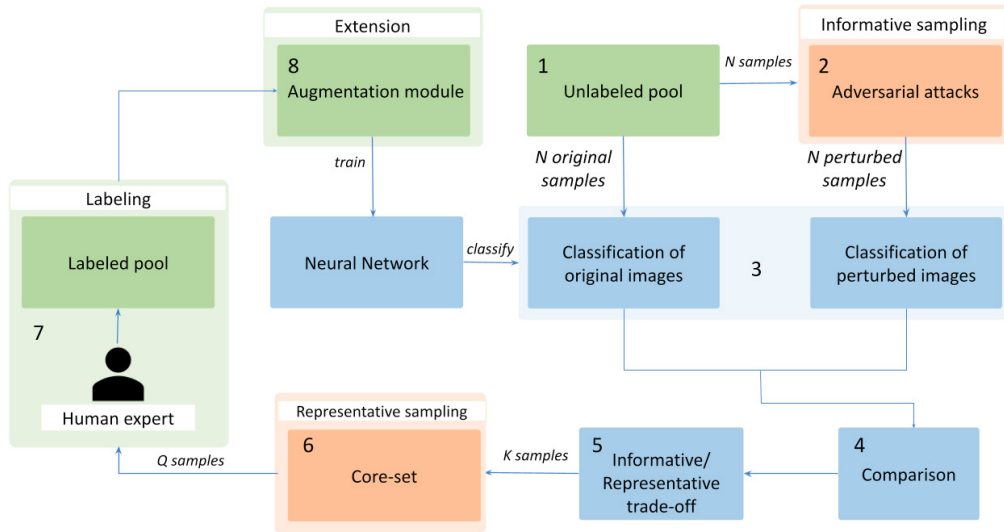 Extension
8
Augmentation module
train
1
Unlabeled pool
N samples
Informative sampling
2
Adversarial attacks
N original
samples
N perturbed
samples
Labeling
Labeled pool
7
Human expert
Neural Network
classify
Classification of
original images
3
Classification of
perturbed images
Representative sampling
6
Core-set
Q samples
K samples
5
Informative/
Representative
trade-off
4
Comparison